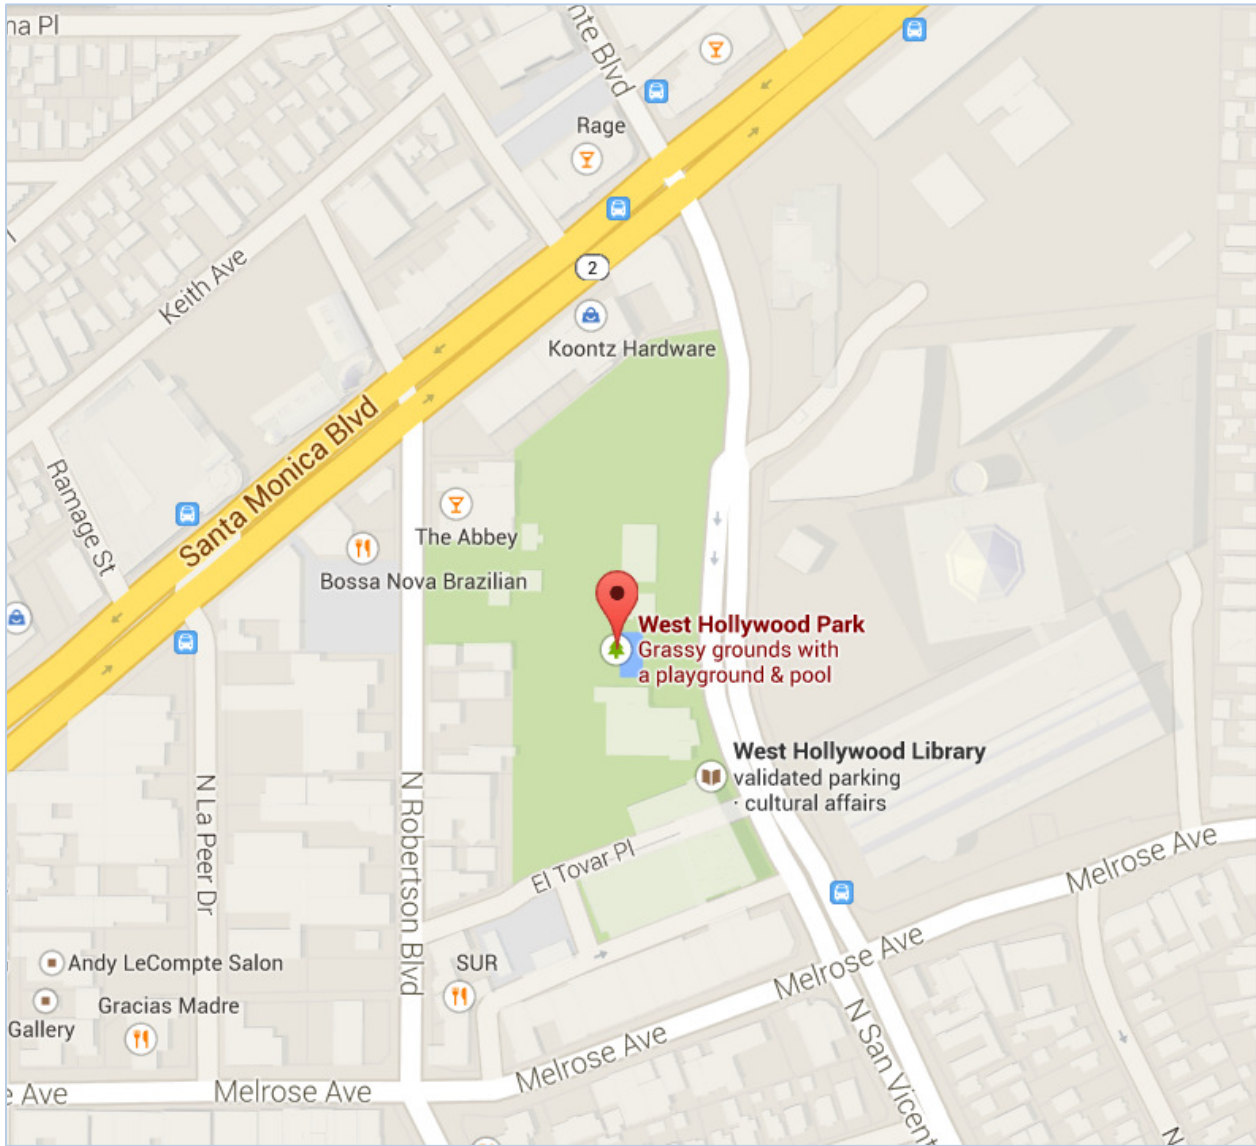 na Pl
nte Blvd
Rage
Keith Ave
2
Koontz Hardware
Santa Monica Blvd
Ramage St
The Abbey
Bossa Nova Brazilian
West Hollywood Park
Grassy grounds with
a playground & pool
West Hollywood Library
validated parking
· cultural affairs
N La Peer Dr
N Robertson Blvd
El Tovar Pl
Melrose Ave
Andy LeCompte Salon
SUR
Melrose Ave
Gallery
Gracias Madre
N San Vicent
Melrose Ave
e Ave
Melrose Ave
N